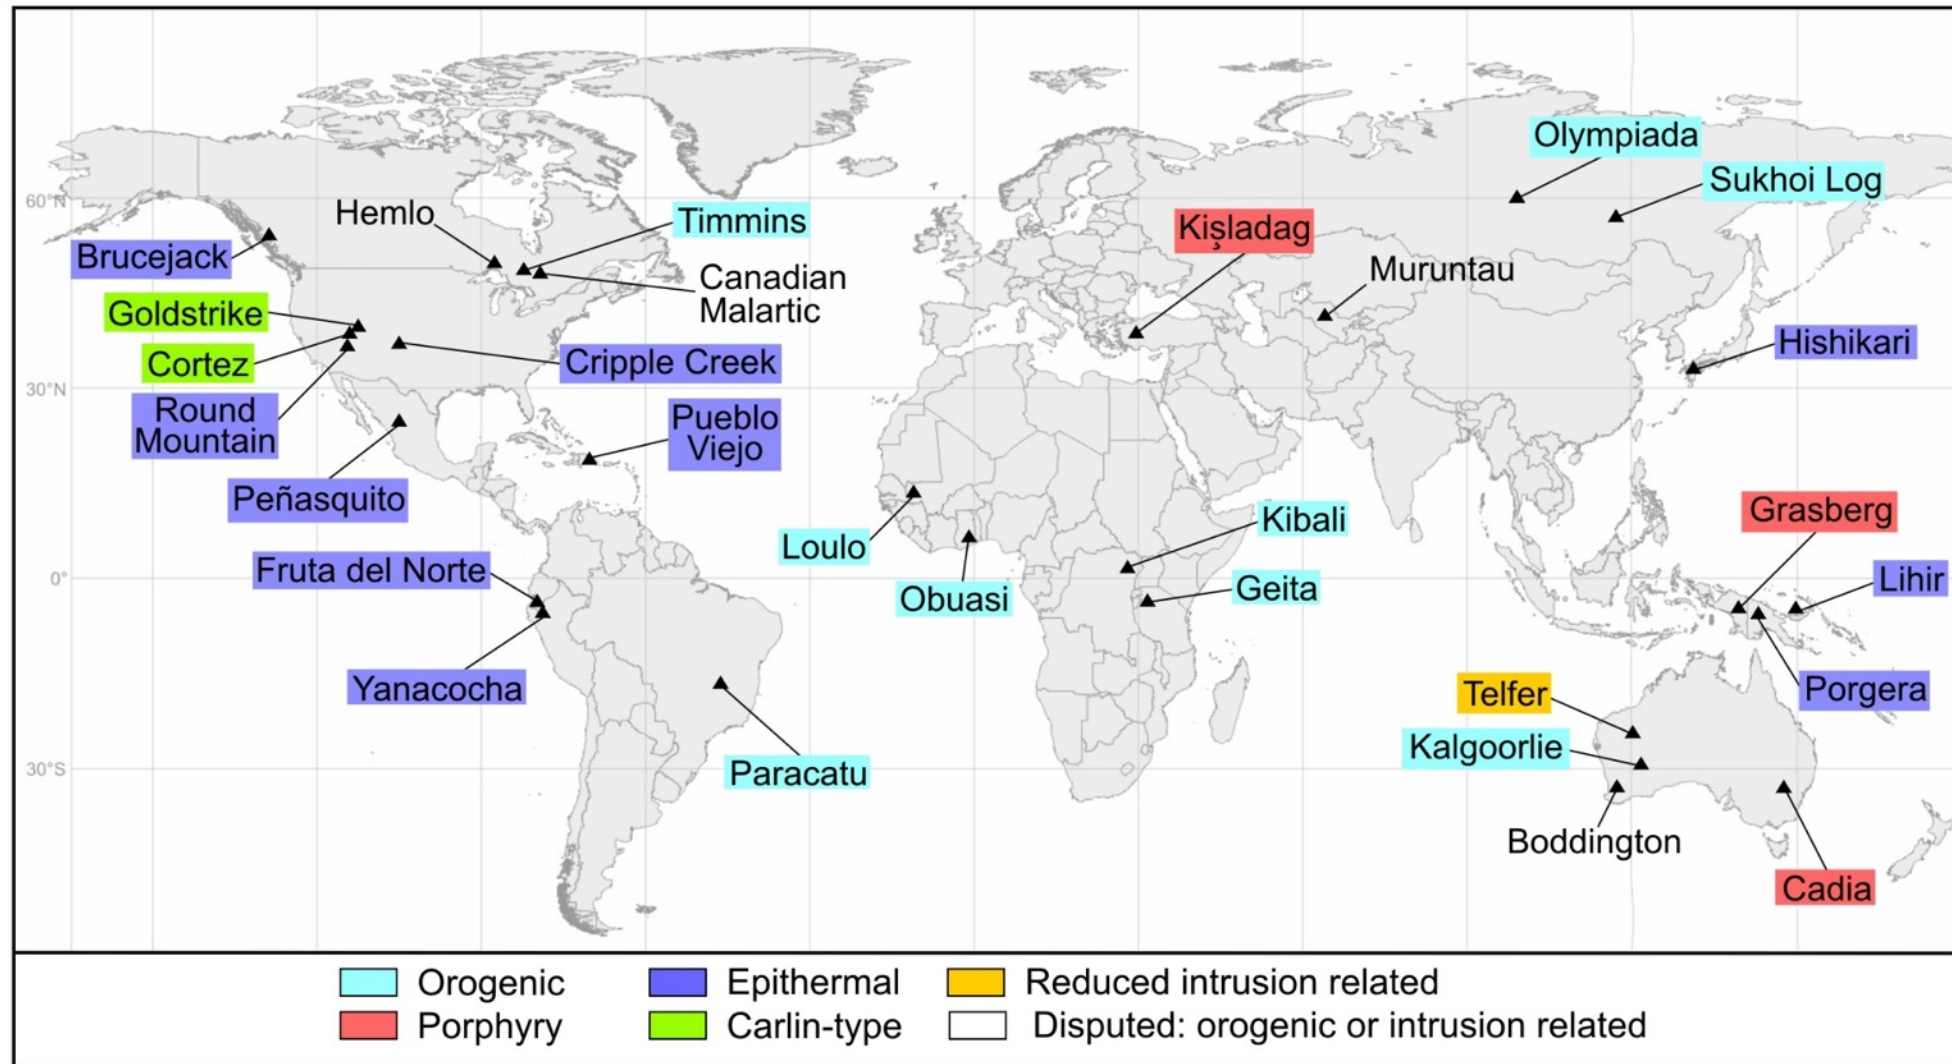 Olympiada
Sukhoi Log
60°N
Hemlo
Timmins
Kişladag
Brucejack
Canadian
Malartic
Muruntau
Goldstrike
Cortez
Cripple Creek
Hishikari
30°N
Round
Mountain
Pueblo
Viejo
Peñasquito
Loulo
Kibali
Grasberg
Fruta del Norte
0°
Obuasi
Geita
Lihir
Yanacocha
Telfer
Porgera
Kalgoorlie
30°S
Paracatu
Boddington
Cadia
Orogenic
Epithermal
Reduced intrusion related
Porphyry
Carlin-type
Disputed: orogenic or intrusion related